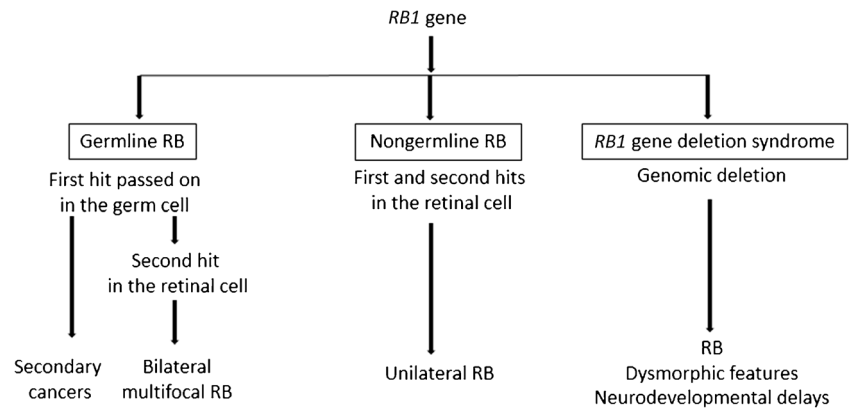 RB1 gene
Germline RB
First hit passed on
in the germ cell
Second hit
in the retinal cell
Secondary
cancers
Bilateral
multifocal RB
Nongermline RB
First and second hits
in the retinal cell
Unilateral RB
RB1 gene deletion syndrome
Genomic deletion
RB
Dysmorphic features
Neurodevelopmental delays